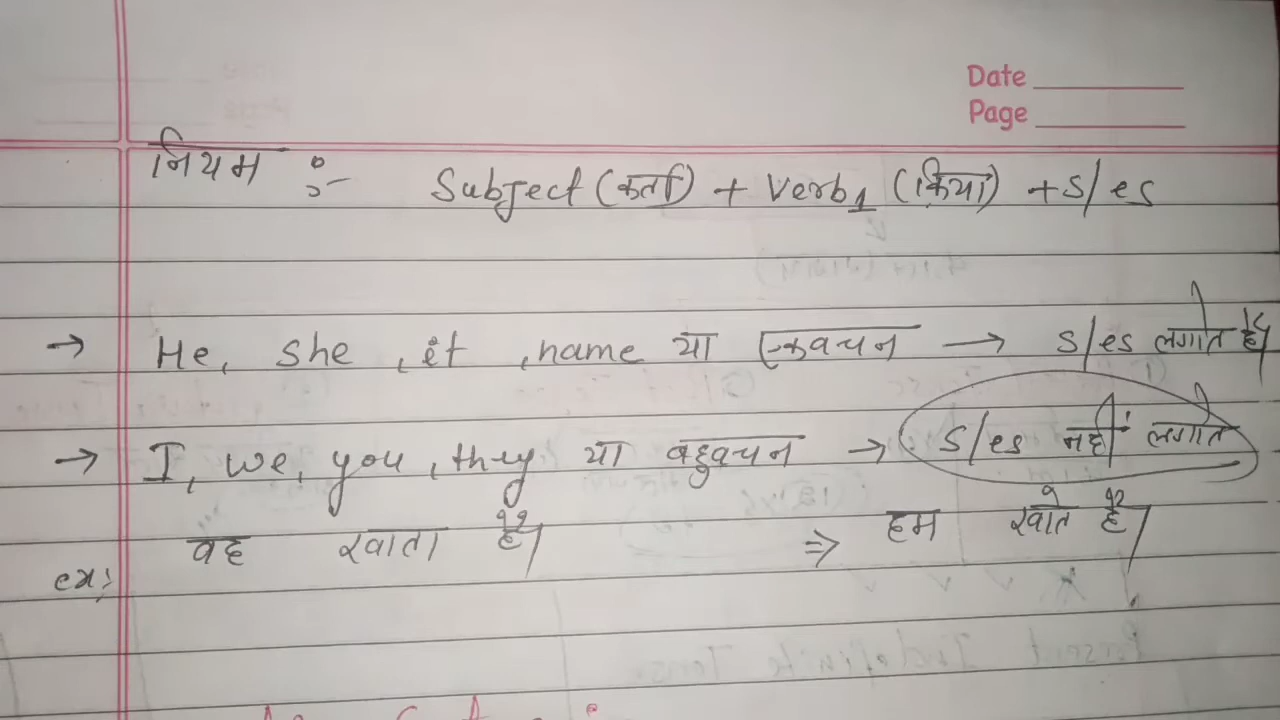 Date
Page
नियम :- Subject (कर्ता) + Verb1 (क्रिया) + s/es
→ He, she, it, name या एकवचन → s/es लगाते है।
→ I, we, you, they या बहुवचन → s/es नहीं लगाते
ex: वह खाता है। ⇒ हम खाते है।